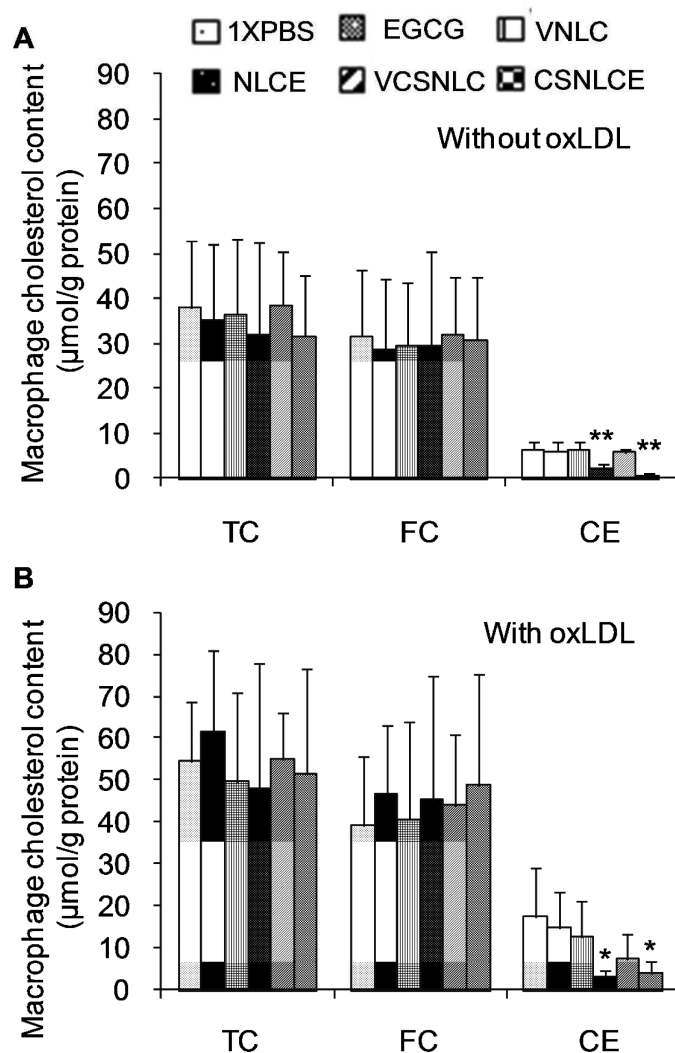 A
1XPBS EGCG VNLC
NLCE VCSNLC CSNLCE
Macrophage cholesterol content
(µmol/g protein)
90
80
70
60
50
40
30
20
10
0
Without oxLDL
** **
TC FC CE
B
Macrophage cholesterol content
(µmol/g protein)
90
80
70
60
50
40
30
20
10
0
With oxLDL
* *
TC FC CE